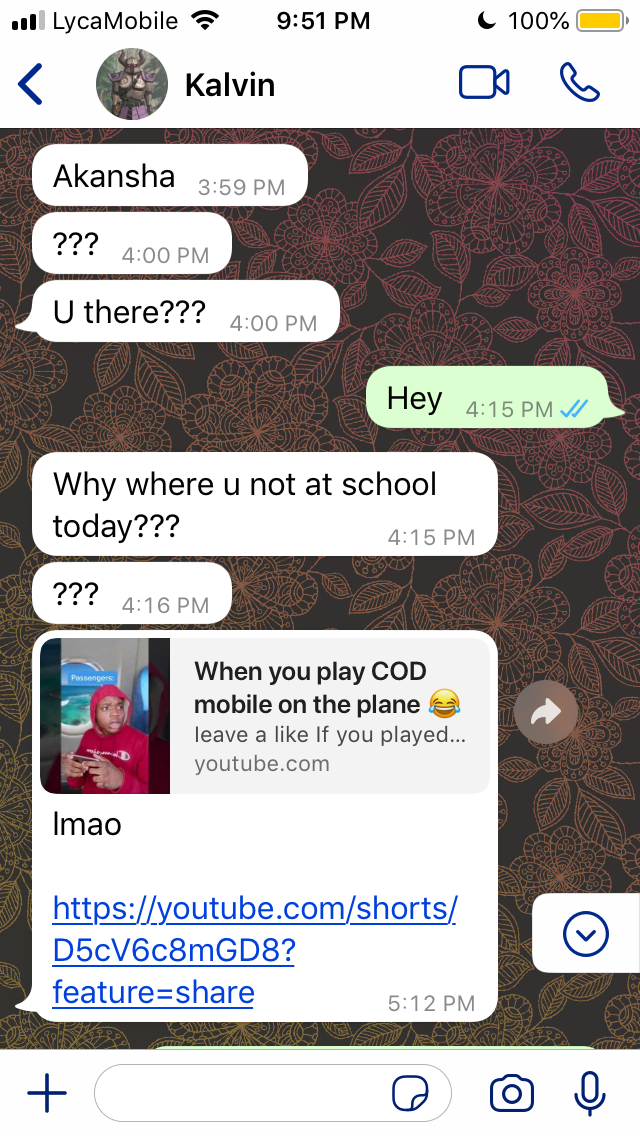 LycaMobile 9:51 PM 100%
Kalvin
Akansha 3:59 PM
??? 4:00 PM
U there??? 4:00 PM
Hey 4:15 PM
Why where u not at school
today??? 4:15 PM
??? 4:16 PM
Passengers:
When you play COD
mobile on the plane 😂
leave a like If you played...
youtube.com
lmao
https://youtube.com/shorts/
D5cV6c8mGD8?
feature=share 5:12 PM